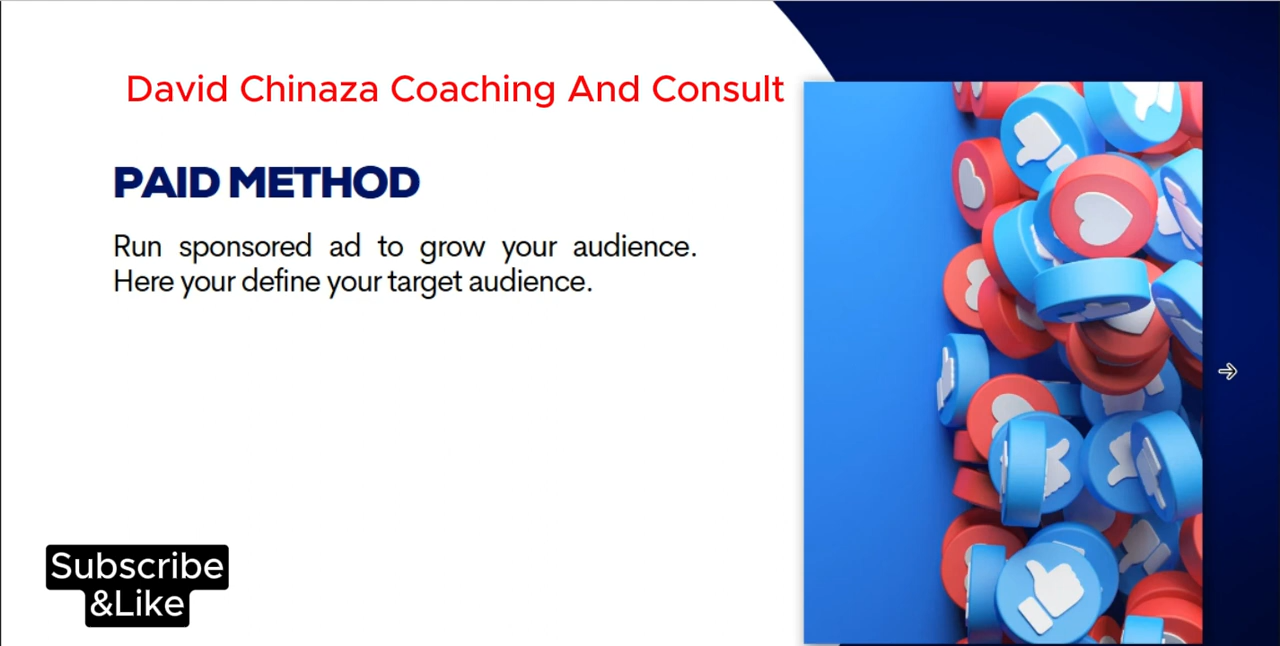 David Chinaza Coaching And Consult
PAID METHOD
Run sponsored ad to grow your audience.
Here your define your target audience.
Subscribe
&Like